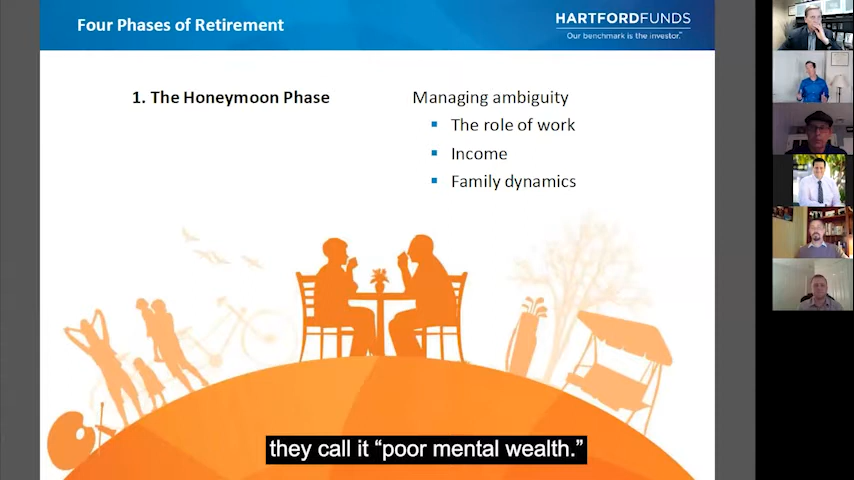 Four Phases of Retirement
HARTFORDFUNDS
Our benchmark is the investor.™
1. The Honeymoon Phase
Managing ambiguity
▪ The role of work
▪ Income
▪ Family dynamics
they call it “poor mental wealth.”